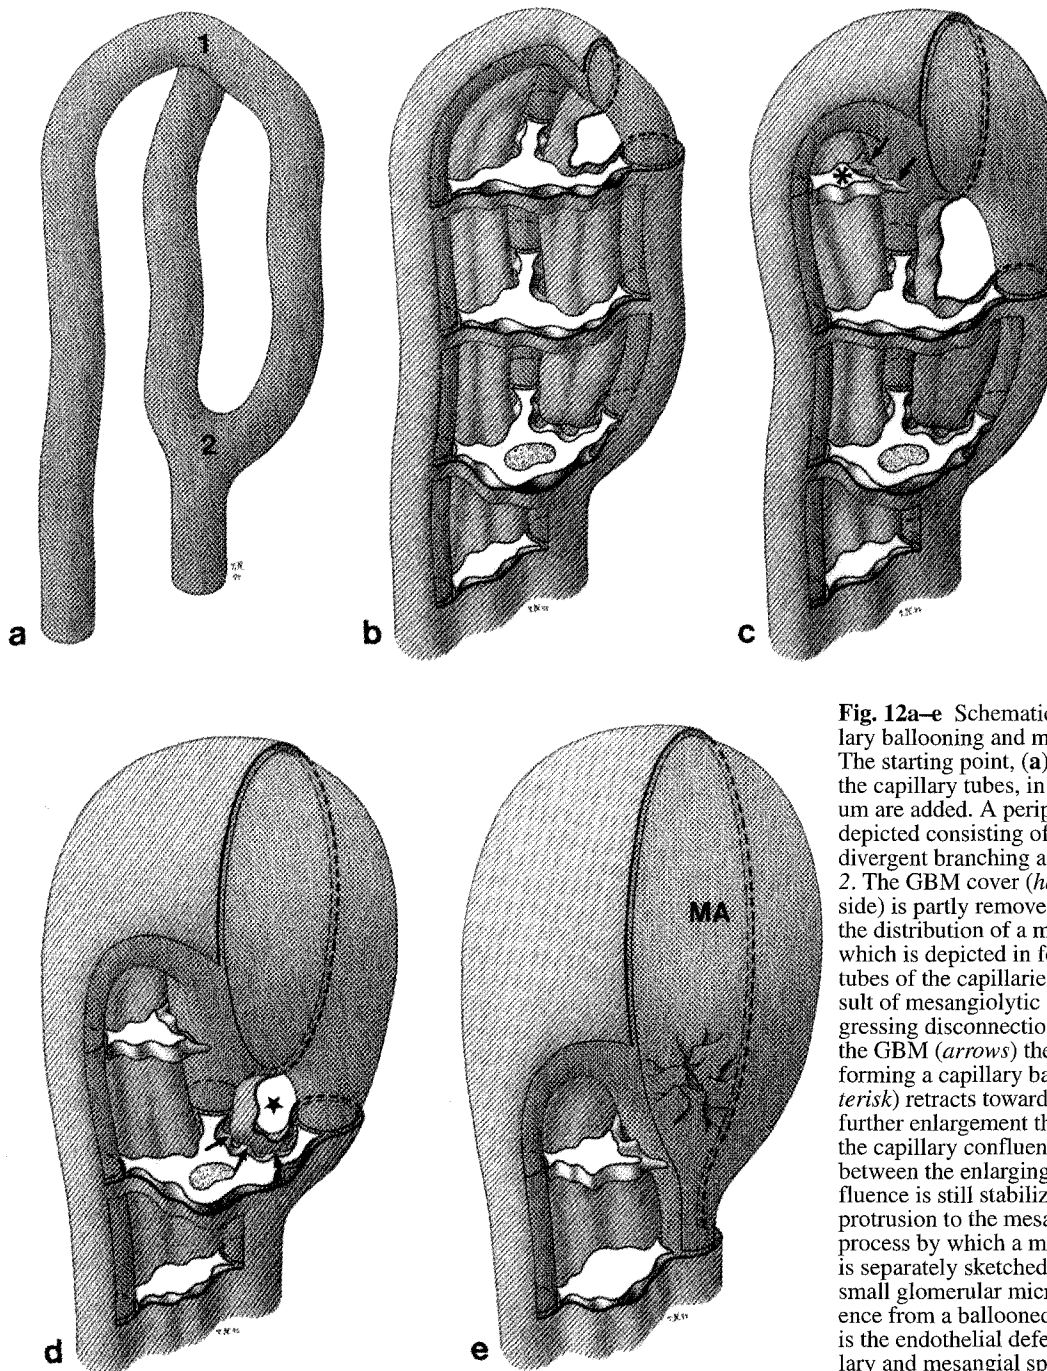 1
2
a
b
*
c
d
MA
e
Fig. 12a–e Schematic
lary ballooning and m
The starting point, (a)
the capillary tubes, in
um are added. A perip
depicted consisting of
divergent branching a
2. The GBM cover (ha
side) is partly remove
the distribution of a m
which is depicted in fo
tubes of the capillarie
sult of mesangiolytic
gressing disconnectio
the GBM (arrows) the
forming a capillary ba
terisk) retracts toward
further enlargement th
the capillary confluen
between the enlarging
fluence is still stabiliz
protrusion to the mesa
process by which a m
is separately sketched
small glomerular micr
ence from a ballooned
is the endothelial defe
lary and mesangial sp